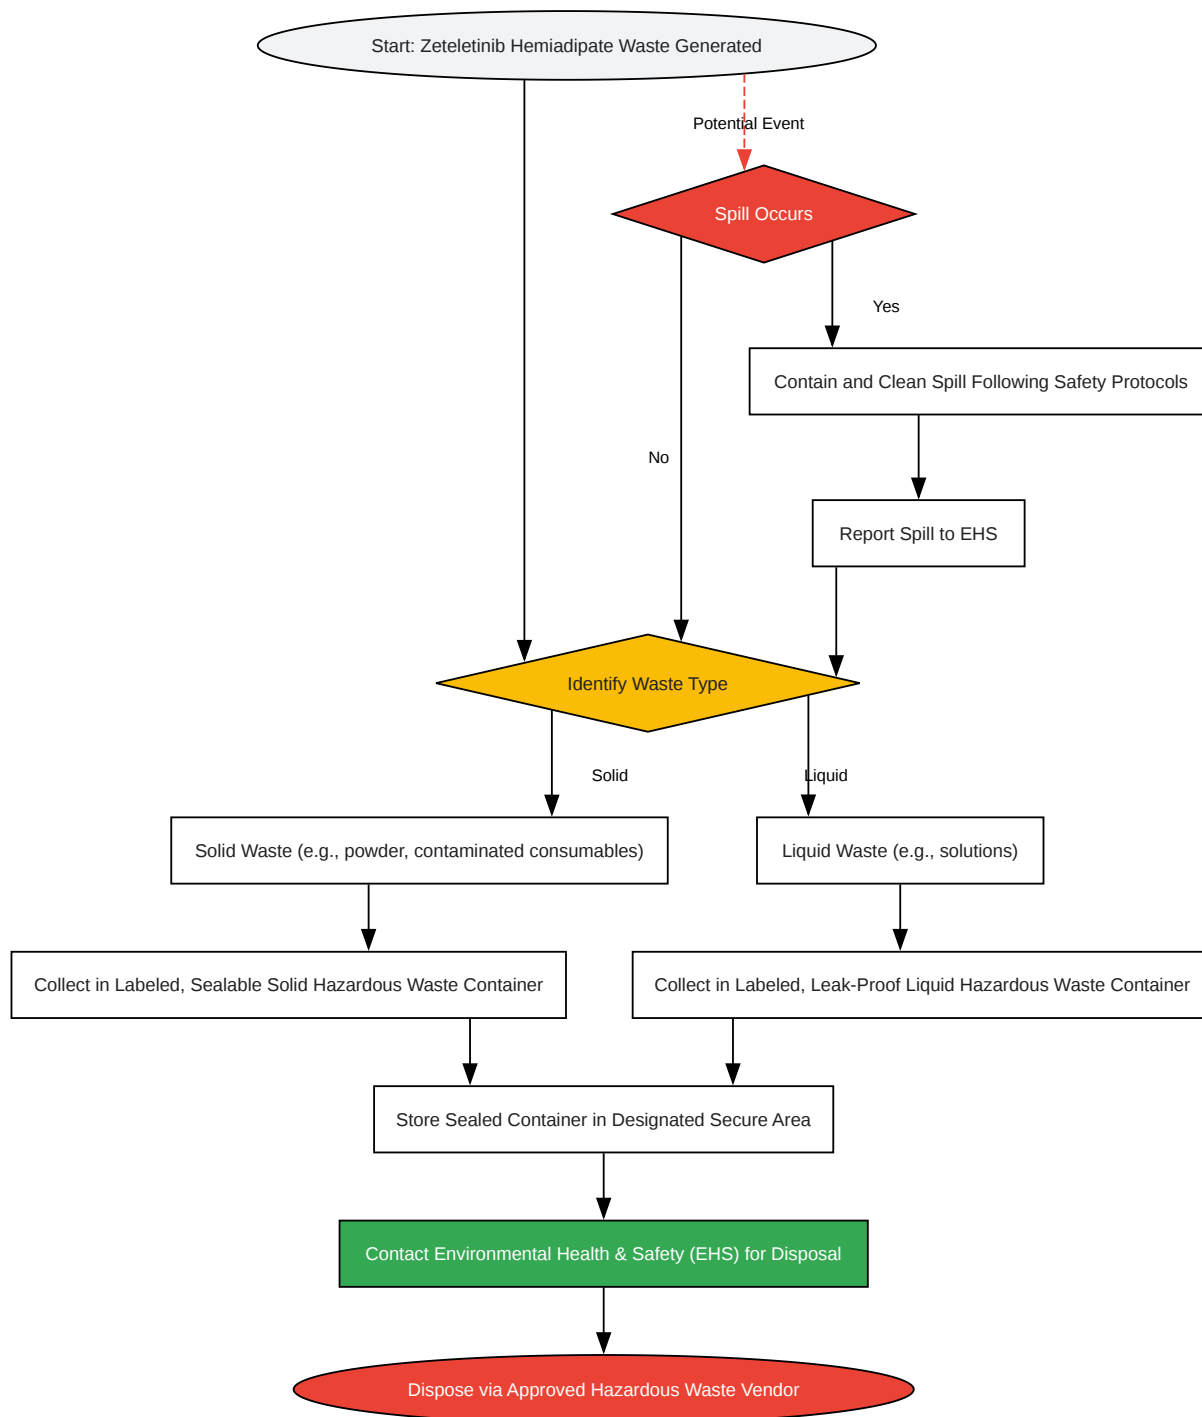 Start: Zeteletinib Hemiadipate Waste Generated
Potential Event
Spill Occurs
Yes
Contain and Clean Spill Following Safety Protocols
No
Report Spill to EHS
Identify Waste Type
Solid
Liquid
Solid Waste (e.g., powder, contaminated consumables)
Liquid Waste (e.g., solutions)
Collect in Labeled, Sealable Solid Hazardous Waste Container
Collect in Labeled, Leak-Proof Liquid Hazardous Waste Container
Store Sealed Container in Designated Secure Area
Contact Environmental Health & Safety (EHS) for Disposal
Dispose via Approved Hazardous Waste Vendor